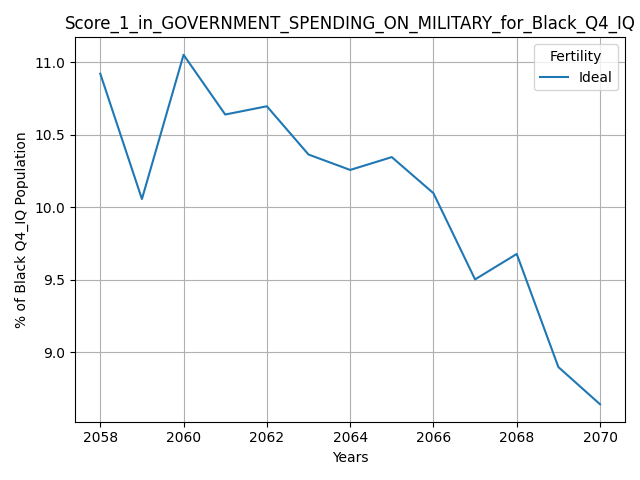 Score_1_in_GOVERNMENT_SPENDING_ON_MILITARY_for_Black_Q4_IQ
Fertility
Ideal
11.0
10.5
10.0
9.5
9.0
% of Black Q4_IQ Population
2058 2060 2062 2064 2066 2068 2070
Years